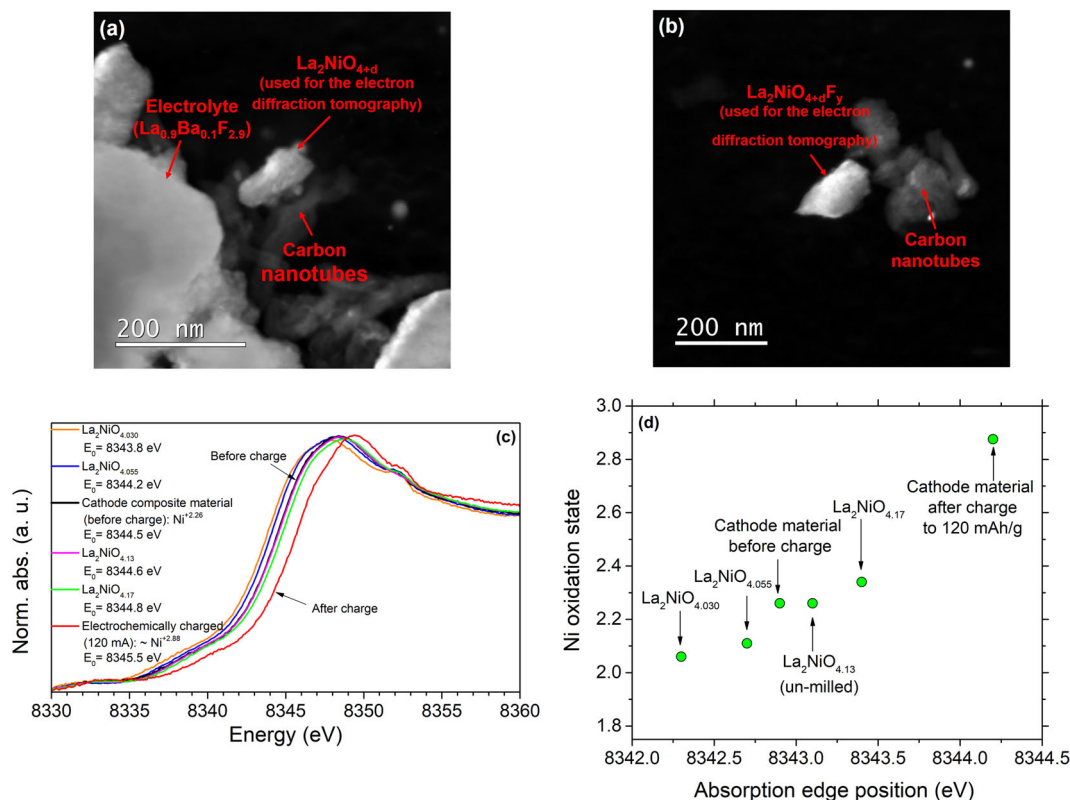 (a)
La2NiO4+d
(used for the electron
diffraction tomography)
Electrolyte
(La0.9Ba0.1F2.9)
Carbon
nanotubes
200 nm
(b)
La2NiO4+dFy
(used for the electron
diffraction tomography)
Carbon
nanotubes
200 nm
(c)
Norm. abs. (a. u.)
La2NiO4.030
E0= 8343.8 eV
La2NiO4.055
E0= 8344.2 eV
Cathode composite material
(before charge): Ni+2.26
E0= 8344.5 eV
La2NiO4.13
E0= 8344.6 eV
La2NiO4.17
E0= 8344.8 eV
Electrochemically charged
(120 mA): ~ Ni+2.88
E0= 8345.5 eV
Before charge
After charge
8330 8335 8340 8345 8350 8355 8360
Energy (eV)
(d)
Ni oxidation state
3.0
2.8
2.6
2.4
2.2
2.0
1.8
La2NiO4.030
La2NiO4.055
Cathode material
before charge
La2NiO4.13
(un-milled)
La2NiO4.17
Cathode material
after charge
to 120 mAh/g
8342.0 8342.5 8343.0 8343.5 8344.0 8344.5
Absorption edge position (eV)